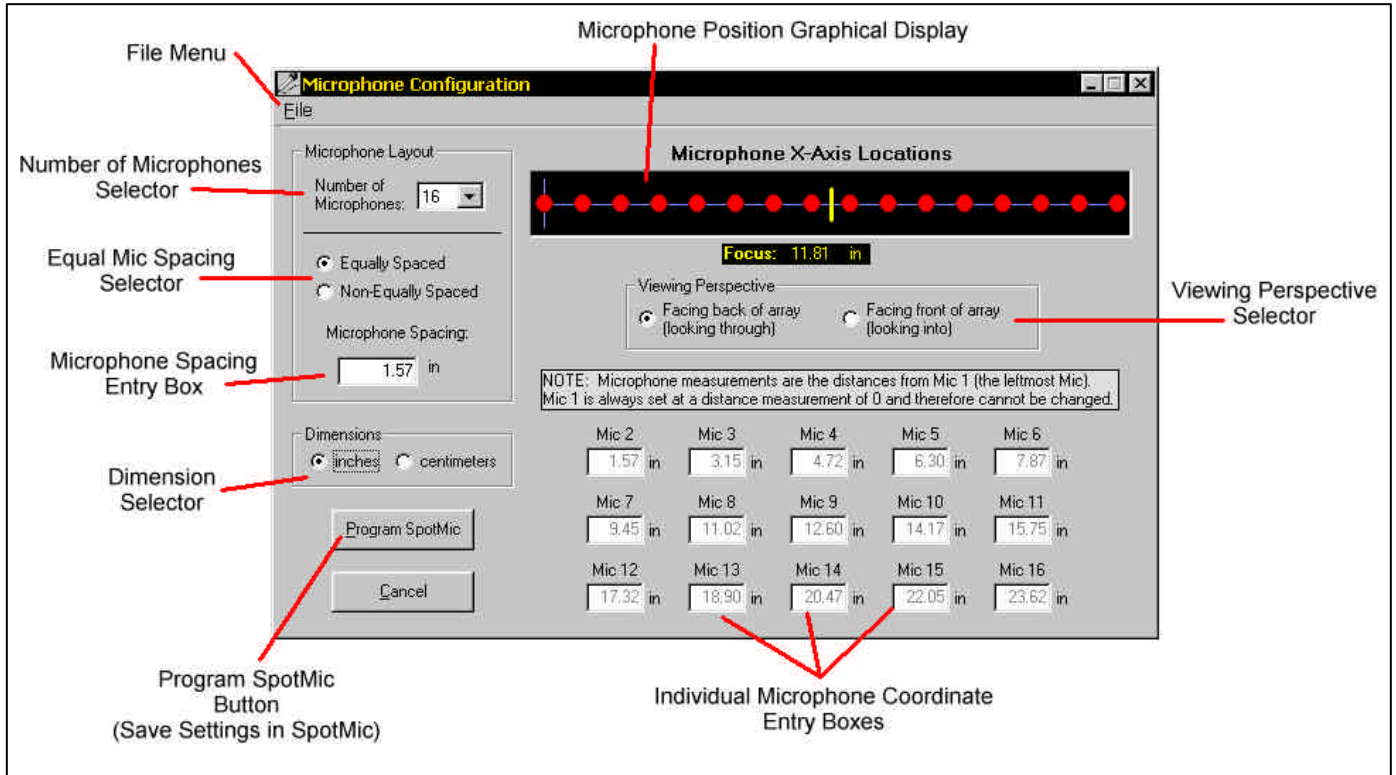 Microphone Position Graphical Display
File Menu
Microphone Configuration
File
Number of Microphones
Selector
Microphone Layout
Number of
Microphones:
16
Microphone X-Axis Locations
Focus: 11.81 in
Equal Mic Spacing
Selector
Equally Spaced
Non-Equally Spaced
Viewing Perspective
Facing back of array
(looking through)
Facing front of array
(looking into)
Viewing Perspective
Selector
Microphone Spacing
Entry Box
Microphone Spacing:
1.57 in
NOTE: Microphone measurements are the distances from Mic 1 (the leftmost Mic).
Mic 1 is always set at a distance measurement of 0 and therefore cannot be changed.
Dimension
Selector
Dimensions
inches
centimeters
Mic 2 Mic 3 Mic 4 Mic 5 Mic 6
1.57 in 3.15 in 4.72 in 6.30 in 7.87 in
Mic 7 Mic 8 Mic 9 Mic 10 Mic 11
9.45 in 11.02 in 12.60 in 14.17 in 15.75 in
Mic 12 Mic 13 Mic 14 Mic 15 Mic 16
17.32 in 18.90 in 20.47 in 22.05 in 23.62 in
Program SpotMic
Cancel
Program SpotMic
Button
(Save Settings in SpotMic)
Individual Microphone Coordinate
Entry Boxes